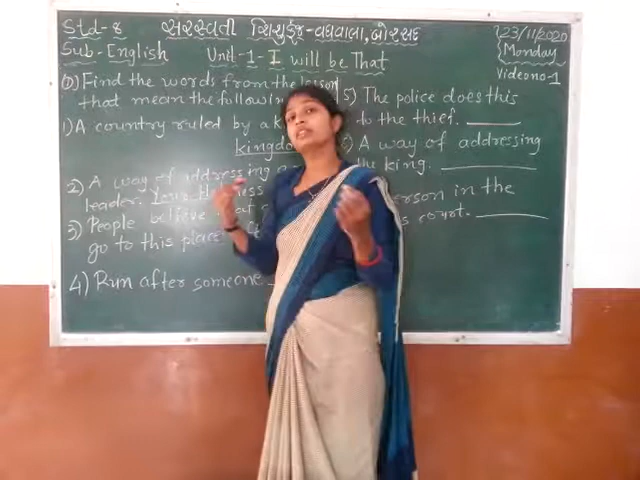 Std-8 સરસ્વતી શિશુકુંજ-વઘવાલા, બોરસદ 23/11/2020
Sub-English Unit-1-I will be That Monday
Video no-1
Find the words from the lesson
that mean the following
1) A country ruled by a
kingdo
2) A way of addressing a
leader.
3) People believe
go to this place
4) Run after someone
5) The police does this
to the thief.
A way of addressing
the king.
erson in the
court.